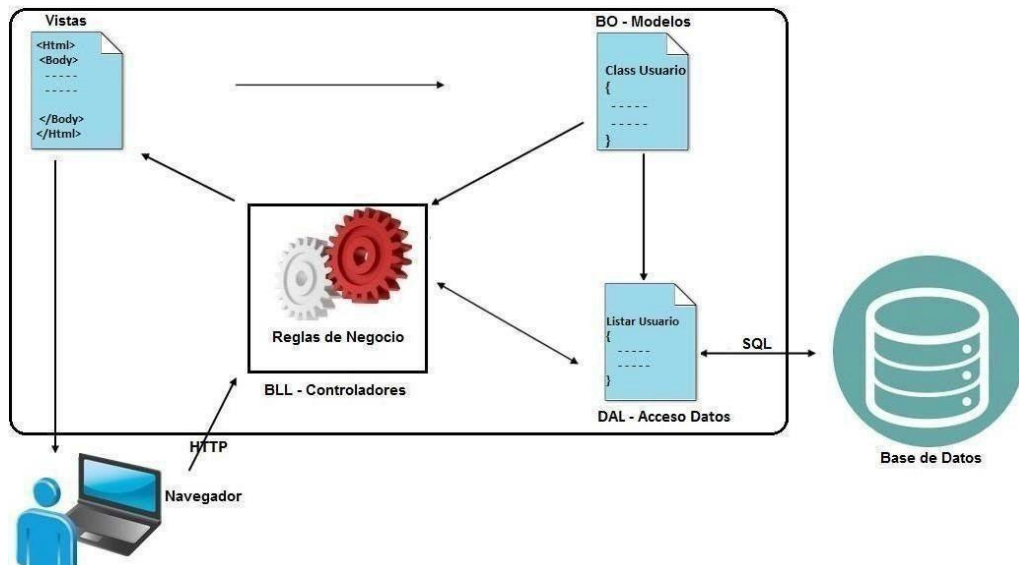 Vistas
<Html>
<Body>
- - - - -
- - - - -
</Body>
</Html>
BO - Modelos
Class Usuario
{
- - - - -
- - - - -
}
Reglas de Negocio
BLL - Controladores
Listar Usuario
{
- - - - -
- - - - -
}
DAL - Acceso Datos
SQL
Base de Datos
HTTP
Navegador